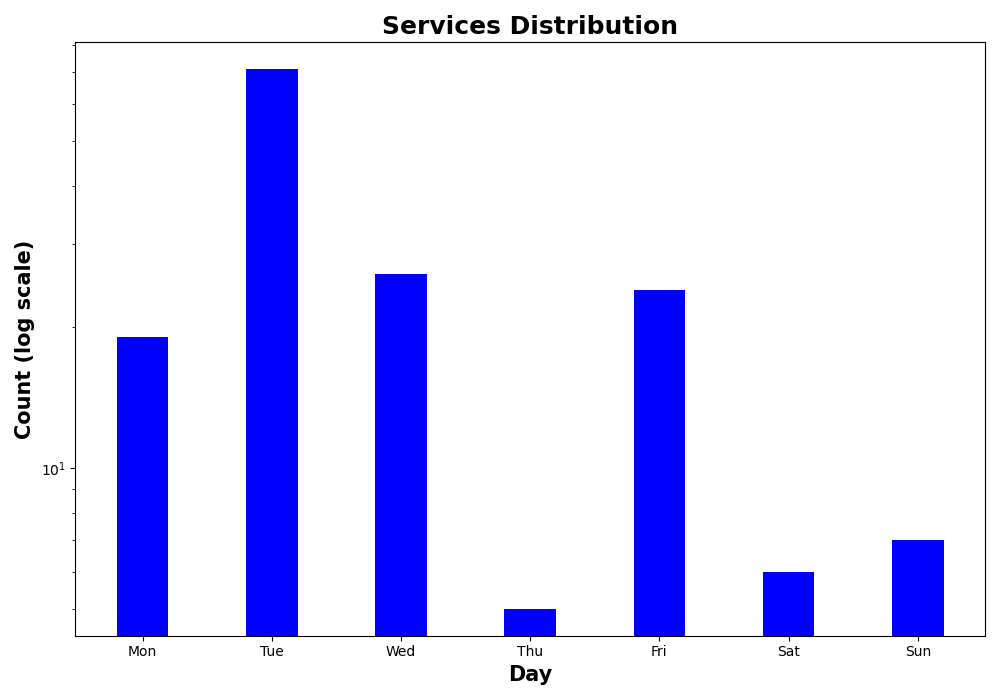 Services Distribution
Count (log scale)
10¹
Mon Tue Wed Thu Fri Sat Sun
Day